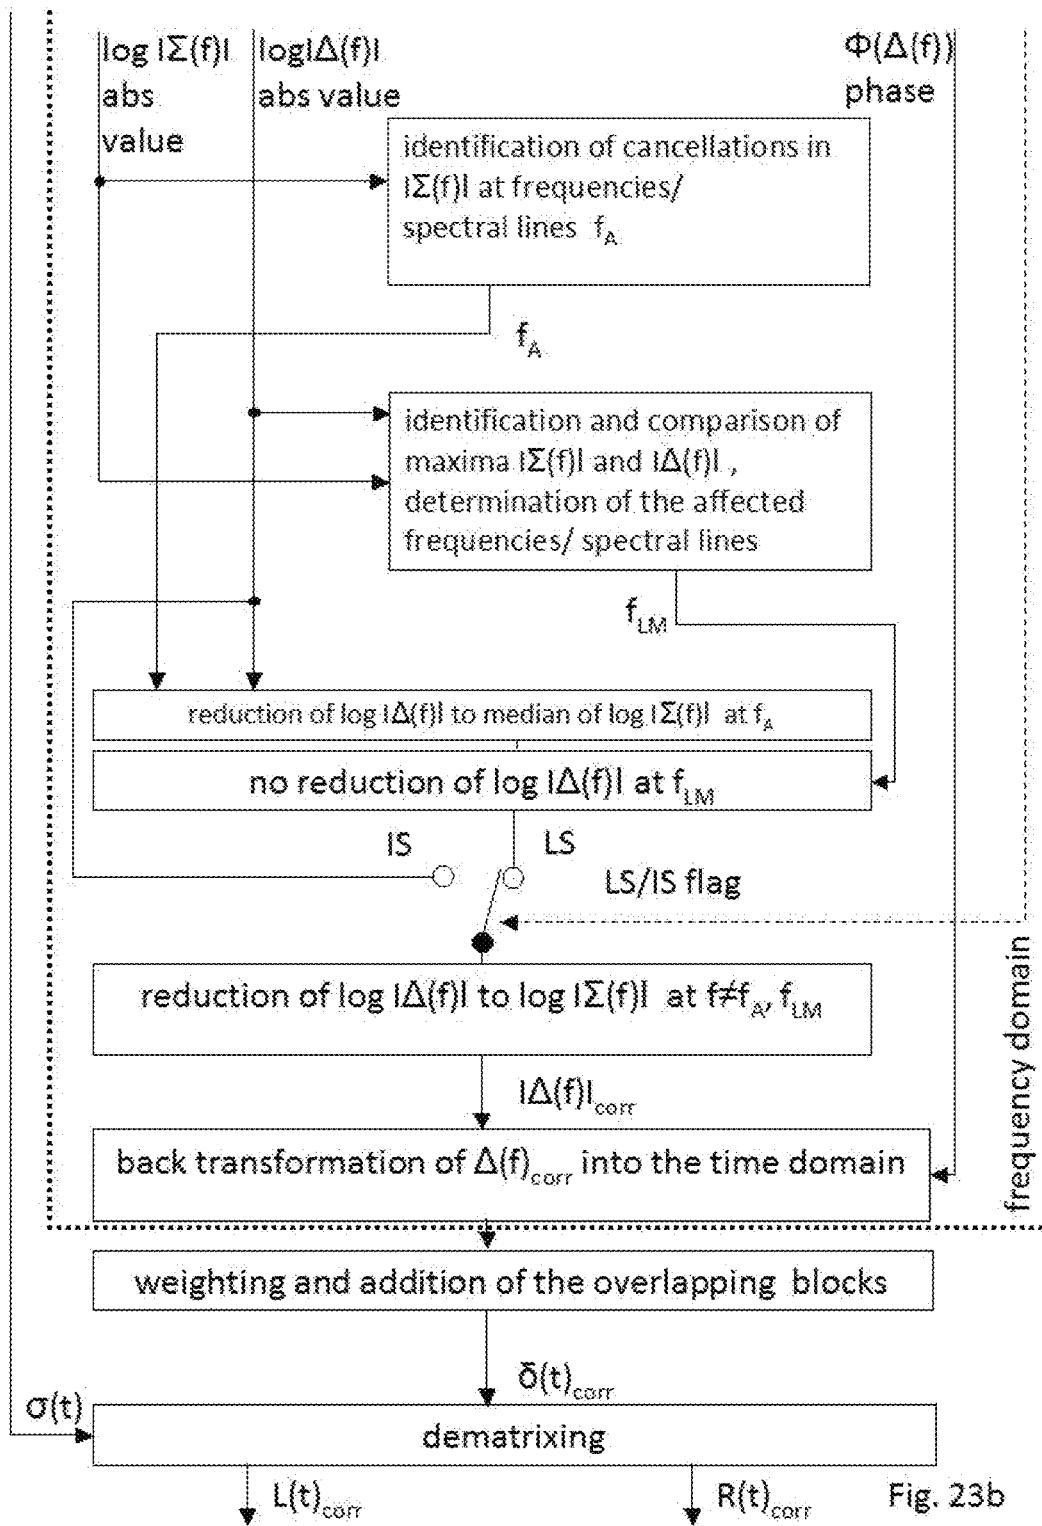 log |Σ(f)|
abs
value
log|Δ(f)|
abs value
Φ(Δ(f))
phase
identification of cancellations in
|Σ(f)| at frequencies/
spectral lines f_A
f_A
identification and comparison of
maxima |Σ(f)| and |Δ(f)| ,
determination of the affected
frequencies/ spectral lines
f_LM
reduction of log |Δ(f)| to median of log |Σ(f)| at f_A
no reduction of log |Δ(f)| at f_LM
IS
LS
LS/IS flag
reduction of log |Δ(f)| to log |Σ(f)| at f≠f_A, f_LM
frequency domain
|Δ(f)|_corr
back transformation of Δ(f)_corr into the time domain
weighting and addition of the overlapping blocks
δ(t)_corr
σ(t)
dematrixing
L(t)_corr
R(t)_corr
Fig. 23b